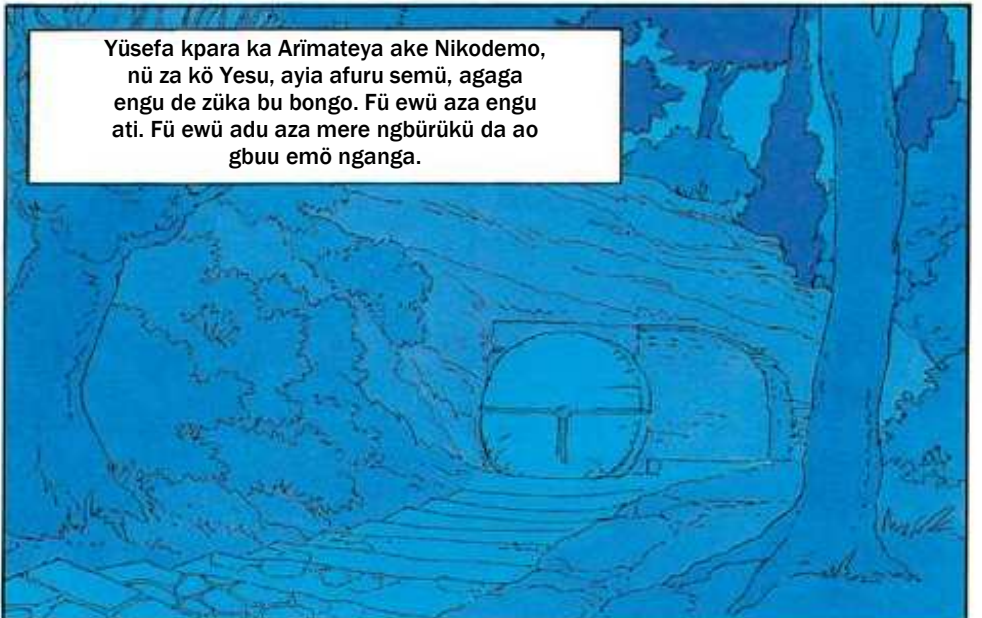 Yüsefa kpara ka Arïmateya ake Nikodemo,
nü za kö Yesu, ayia afuru semü, agaga
engu de züka bu bongo. Fü ewü aza engu
ati. Fü ewü adu aza mere ngbürükü da ao
gbuu emö nganga.